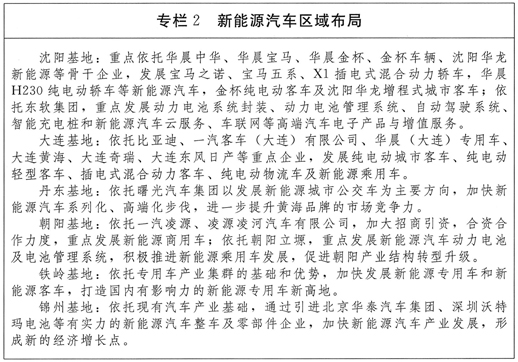 专栏2 新能源汽车区域布局
沈阳基地：重点依托华晨中华、华晨宝马、华晨金杯、金杯车辆、沈阳华龙
新能源等骨干企业，发展宝马之诺、宝马五系、X1插电式混合动力轿车，华晨
H230纯电动轿车等新能源汽车，金杯纯电动客车及沈阳华龙增程式城市客车；依
托东软集团，重点发展动力电池系统封装、动力电池管理系统、自动驾驶系统、
智能充电桩和新能源汽车云服务、车联网等高端汽车电子产品与增值服务。
大连基地：依托比亚迪、一汽客车（大连）有限公司、华晨（大连）专用车、
大连黄海、大连奇瑞、大连东风日产等重点企业，发展纯电动城市客车、纯电动
轻型客车、插电式混合动力客车、纯电动物流车及新能源乘用车。
丹东基地：依托曙光汽车集团以发展新能源城市公交车为主要方向，加快新
能源汽车系列化、高端化步伐，进一步提升黄海品牌的市场竞争力。
朝阳基地：依托一汽凌源、凌源凌河汽车有限公司，加大招商引资，合资合
作力度，重点发展新能源商用车；依托朝阳立塬，重点发展新能源汽车动力电池
及电池管理系统，积极推进新能源乘用车发展，促进朝阳产业结构转型升级。
铁岭基地：依托专用车产业集群的基础和优势，加快发展新能源专用车和新
能源客车，打造国内有影响力的新能源专用车新高地。
锦州基地：依托现有汽车产业基础，通过引进北京华泰汽车集团、深圳沃特
玛电池等有实力的新能源汽车整车及零部件企业，加快新能源汽车产业发展，形
成新的经济增长点。